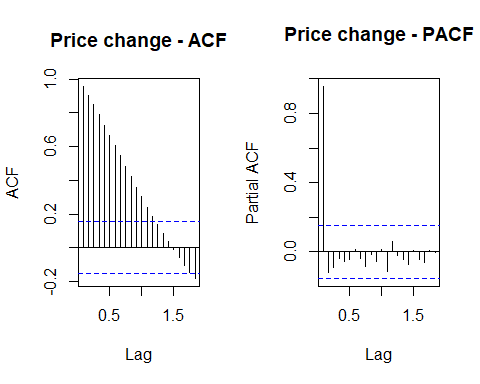 Price change - ACF
ACF
1.0
0.6
0.2
-0.2
0.5
1.5
Lag
Price change - PACF
Partial ACF
0.8
0.4
0.0
0.5
1.5
Lag